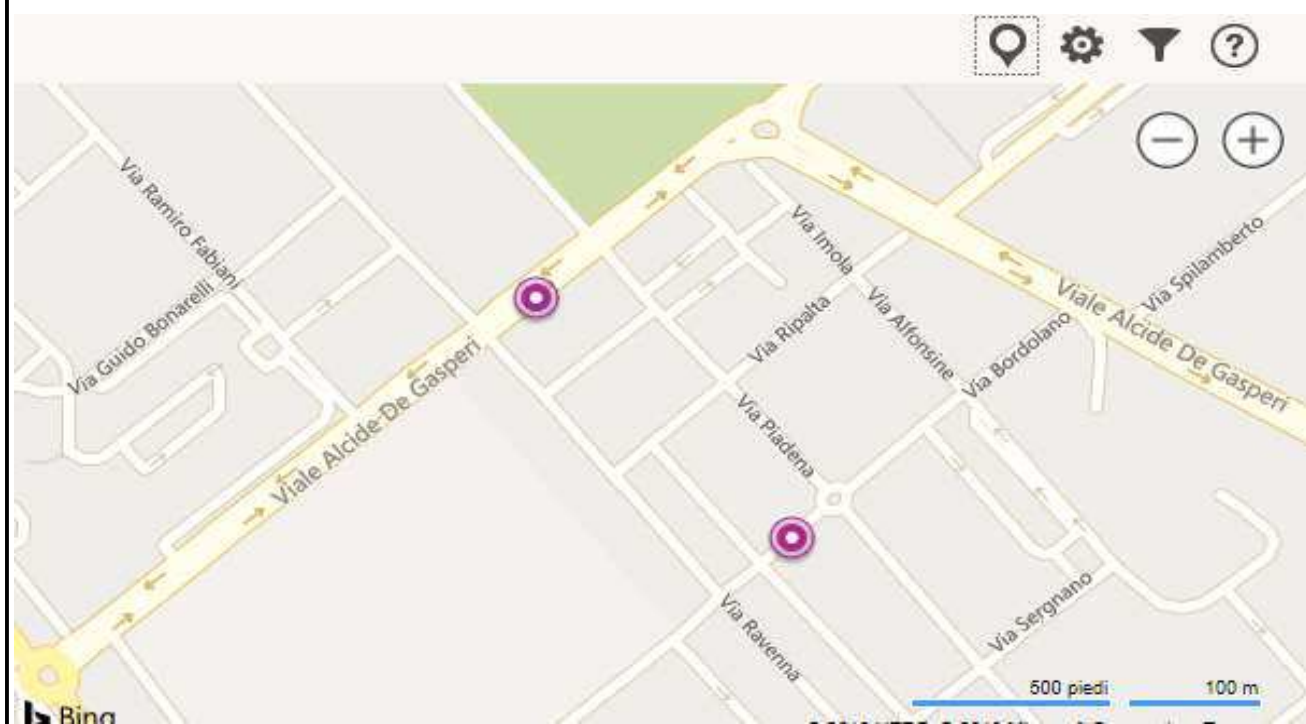 ?
Via Ramiro Fabiani
Via Guido Bonarelli
Via Imola
Via Spilamberto
Via Ripalta
Via Alfonsine
Viale Alcide De Gasperi
Via Bordolano
Viale Alcide De Gasperi
Via Piadena
Via Ravenna
Via Sergnano
500 piedi
100 m
Bing